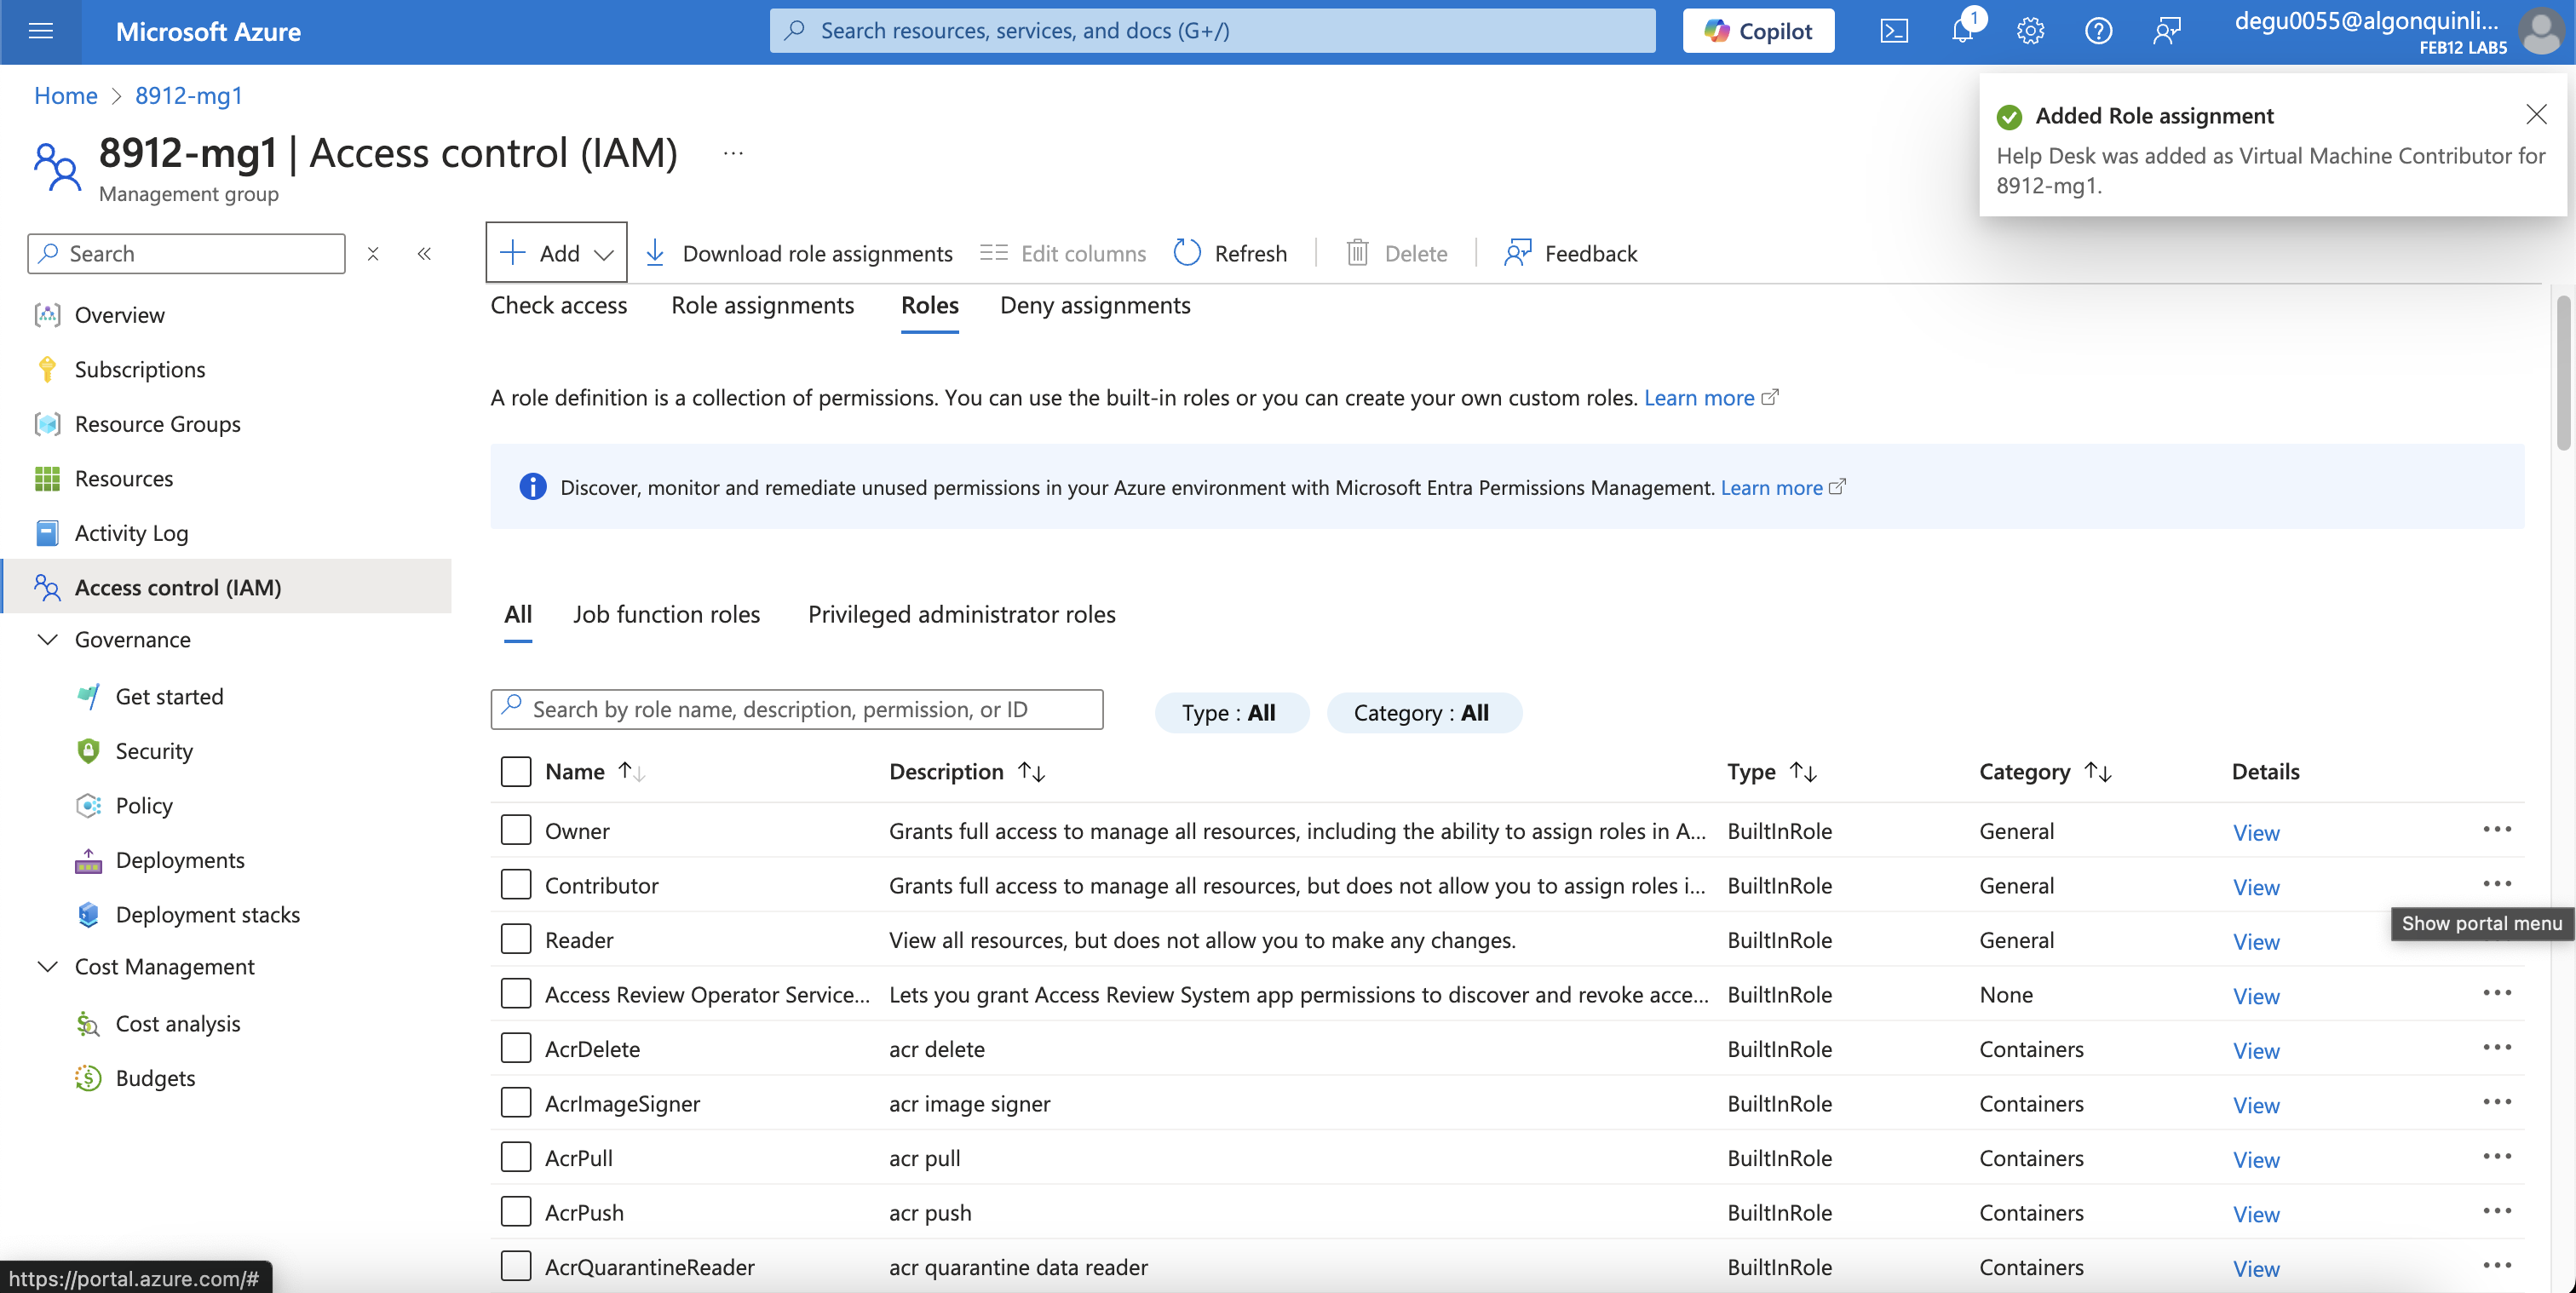 Microsoft Azure
Search resources, services, and docs (G+/)
Copilot
1
degu0055@algonquinli...
FEB12 LAB5
Home > 8912-mg1
8912-mg1 | Access control (IAM) ...
Management group
Added Role assignment
Help Desk was added as Virtual Machine Contributor for
8912-mg1.
Search
Add
Download role assignments
Edit columns
Refresh
Delete
Feedback
Overview
Subscriptions
Resource Groups
Resources
Activity Log
Access control (IAM)
Governance
Get started
Security
Policy
Deployments
Deployment stacks
Cost Management
Cost analysis
Budgets
Check access
Role assignments
Roles
Deny assignments
A role definition is a collection of permissions. You can use the built-in roles or you can create your own custom roles. Learn more
Discover, monitor and remediate unused permissions in your Azure environment with Microsoft Entra Permissions Management. Learn more
All
Job function roles
Privileged administrator roles
Search by role name, description, permission, or ID
Type : All
Category : All
Name Description Type Category Details
Owner Grants full access to manage all resources, including the ability to assign roles in A... BuiltInRole General View
Contributor Grants full access to manage all resources, but does not allow you to assign roles i... BuiltInRole General View
Show portal menu
Reader View all resources, but does not allow you to make any changes. BuiltInRole General View
Access Review Operator Service... Lets you grant Access Review System app permissions to discover and revoke acce... BuiltInRole None View
AcrDelete acr delete BuiltInRole Containers View
AcrImageSigner acr image signer BuiltInRole Containers View
AcrPull acr pull BuiltInRole Containers View
AcrPush acr push BuiltInRole Containers View
AcrQuarantineReader acr quarantine data reader BuiltInRole Containers View
https://portal.azure.com/#